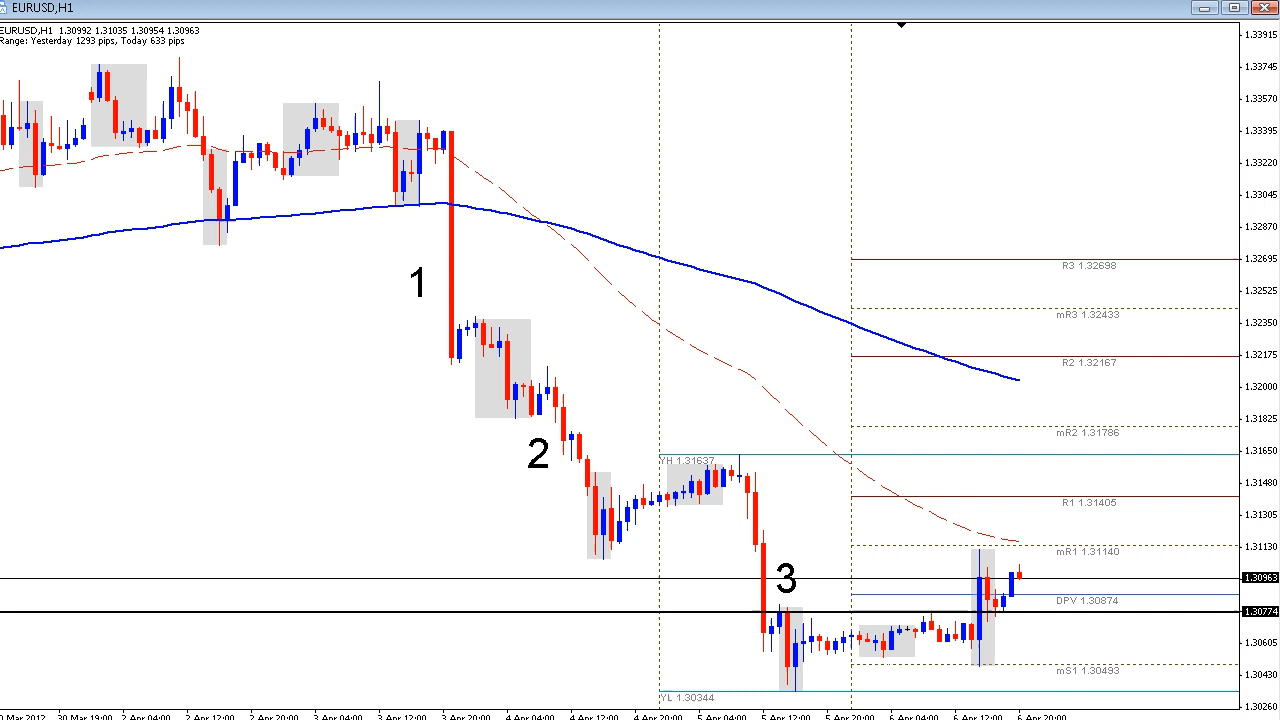 EURUSD,H1
EURUSD,H1 1.30992 1.31035 1.30954 1.30963
Range: Yesterday 1293 pips, Today 633 pips
1.33915
1.33745
1.33570
1.33395
1.33220
1.33045
1.32870
1.32695
R3 1.32698
1
1.32525
mR3 1.32433
1.32350
1.32175
R2 1.32167
1.32000
1.31825
mR2 1.31786
2
1.31650
YH 1.31637
1.31480
R1 1.31405
1.31305
1.31130
mR1 1.31140
3
1.30963
DPV 1.30874
1.30774
1.30605
mS1 1.30493
1.30430
YL 1.30344
1.30260
30 Mar 2012 30 Mar 19:00 2 Apr 04:00 2 Apr 12:00 2 Apr 20:00 3 Apr 04:00 3 Apr 12:00 3 Apr 20:00 4 Apr 04:00 4 Apr 12:00 4 Apr 20:00 5 Apr 04:00 5 Apr 12:00 5 Apr 20:00 6 Apr 04:00 6 Apr 12:00 6 Apr 20:00